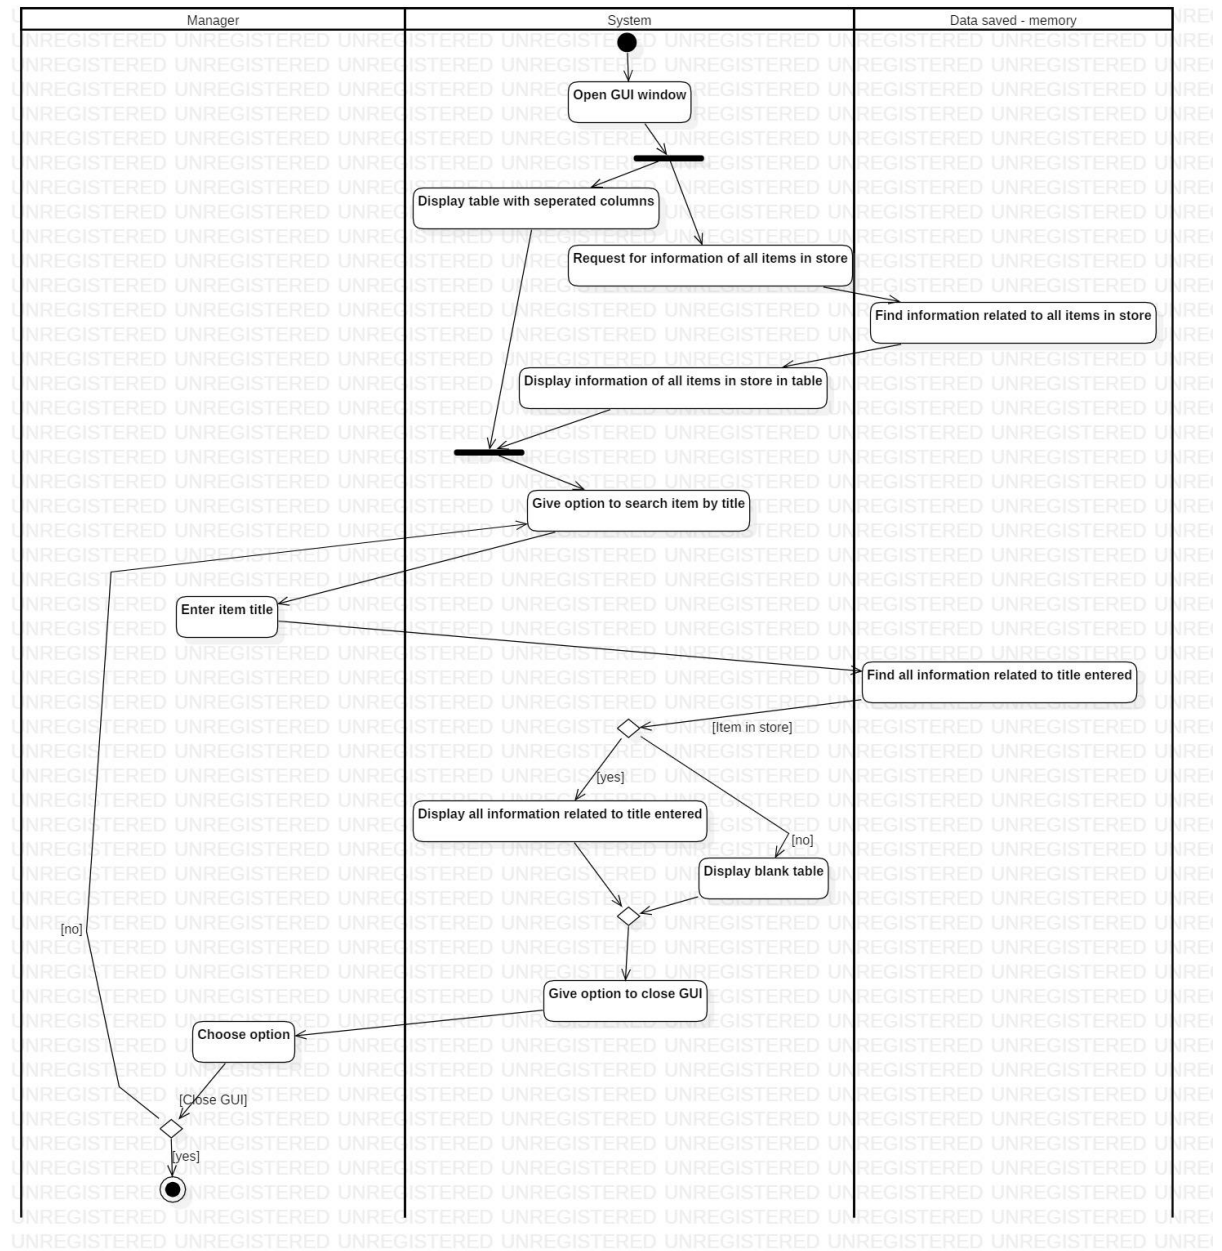 Manager System Data saved - memory
Open GUI window
Display table with seperated columns
Request for information of all items in store
Find information related to all items in store
Display information of all items in store in table
Give option to search item by title
Enter item title
Find all information related to title entered
[Item in store]
[yes]
Display all information related to title entered
[no]
Display blank table
[no]
Give option to close GUI
Choose option
[Close GUI]
[yes]
UNREGISTERED